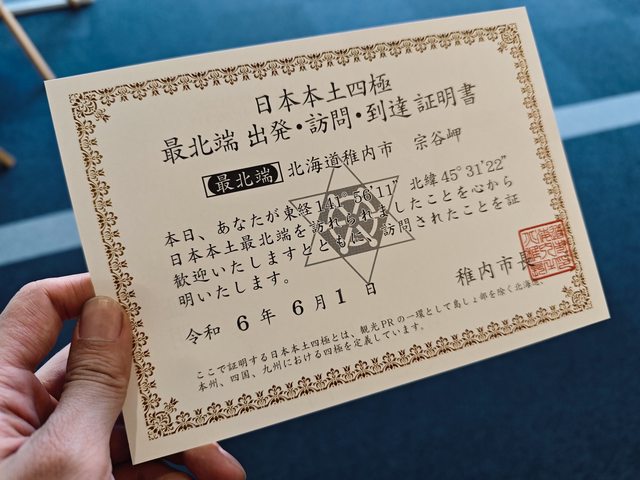 日本本土四極
最北端 出発・訪問・到達 証明書
【最北端】 北海道稚内市 宗谷岬
本日、あなたが東経141°56'11" 北緯45°31'22"
日本本土最北端を訪れられましたことを心から
歓迎いたしますとともに、訪問されたことを証
明いたします。
令和 6 年 6 月 1 日
稚内市長
ここで証明する日本本土四極とは、観光PRの一環として島しょ部を除く北海道、
本州、四国、九州における四極を定義しています。